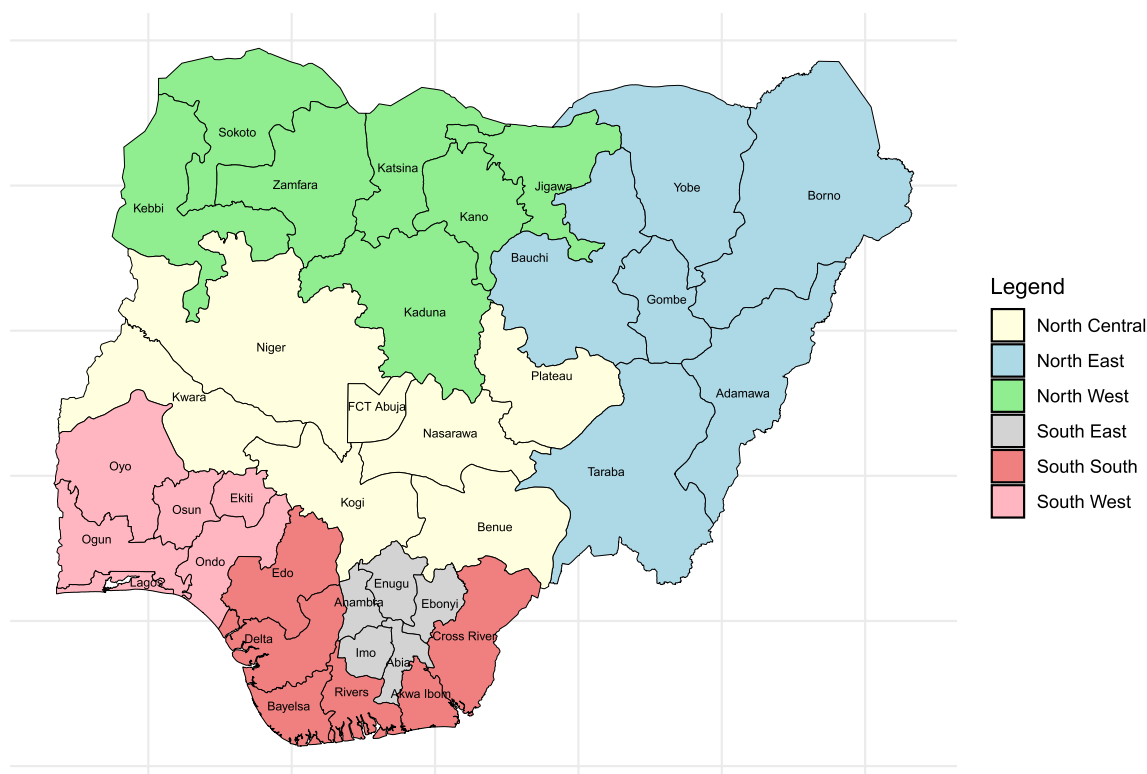 Sokoto
Katsina
Zamfara
Jigawa
Yobe
Borno
Kebbi
Kano
Bauchi
Gombe
Kaduna
Niger
Plateau
Adamawa
Kwara
FCT Abuja
Nasarawa
Oyo
Taraba
Ekiti
Kogi
Osun
Benue
Ogun
Ondo
Edo
Lagos
Enugu
Anambra
Ebonyi
Delta
Cross River
Imo
Abia
Rivers
Akwa Ibom
Bayelsa
Legend
North Central
North East
North West
South East
South South
South West